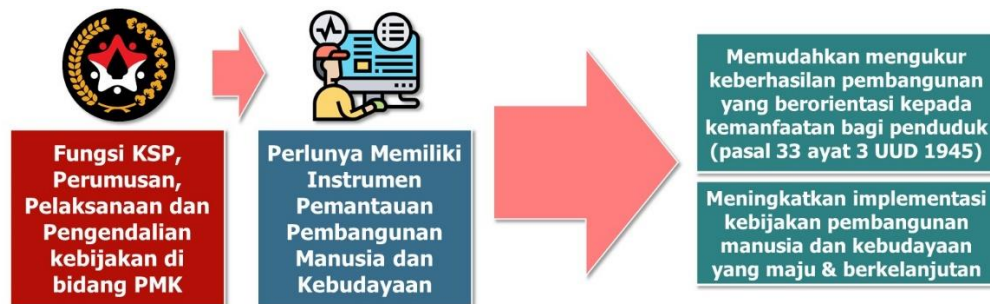 Fungsi KSP,
Perumusan,
Pelaksanaan dan
Pengendalian
kebijakan di
bidang PMK
Perlunya Memiliki
Instrumen
Pemantauan
Pembangunan
Manusia dan
Kebudayaan
Memudahkan mengukur
keberhasilan pembangunan
yang berorientasi kepada
kemanfaatan bagi penduduk
(pasal 33 ayat 3 UUD 1945)
Meningkatkan implementasi
kebijakan pembangunan
manusia dan kebudayaan
yang maju & berkelanjutan